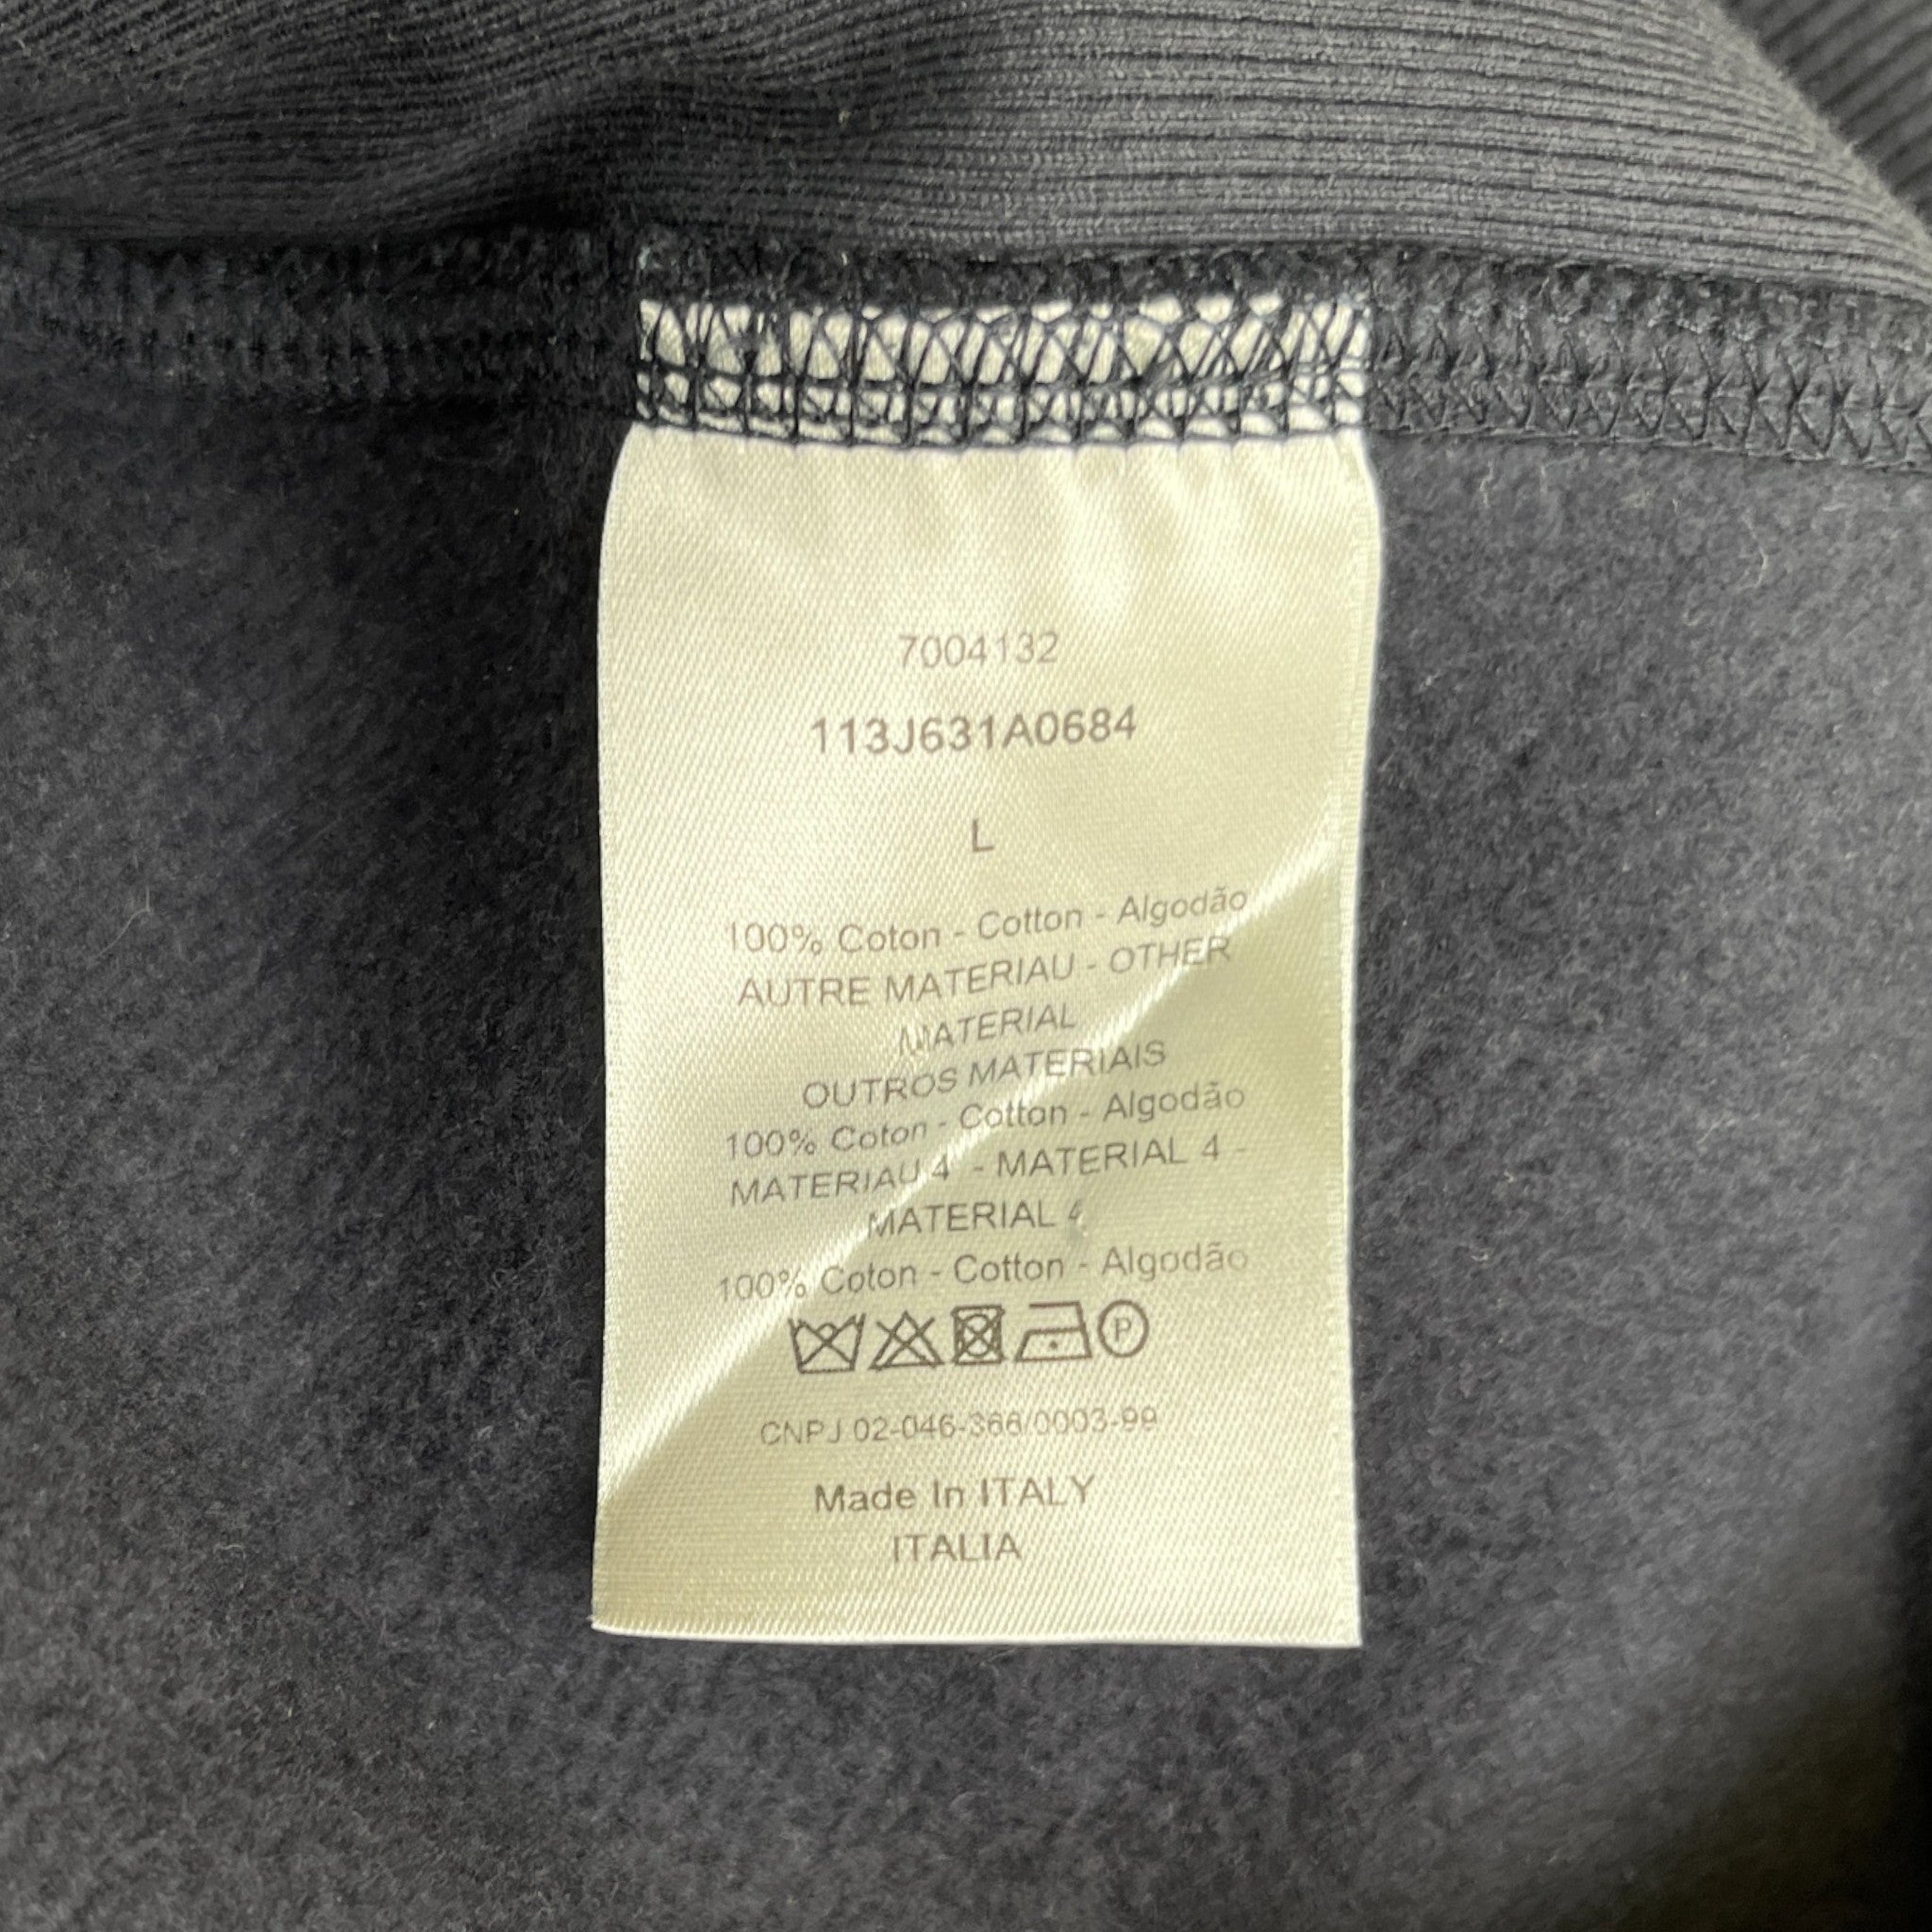 7004132
113J631A0684
L
100% Coton - Cotton - Algodão
AUTRE MATERIAU - OTHER
MATERIAL
OUTROS MATERIAIS
100% Coton - Cotton - Algodão
MATERIAU 4 - MATERIAL 4 -
MATERIAL 4
100% Coton - Cotton - Algodão
P
CNPJ 02-046-366/0003-99
Made In ITALY
ITALIA